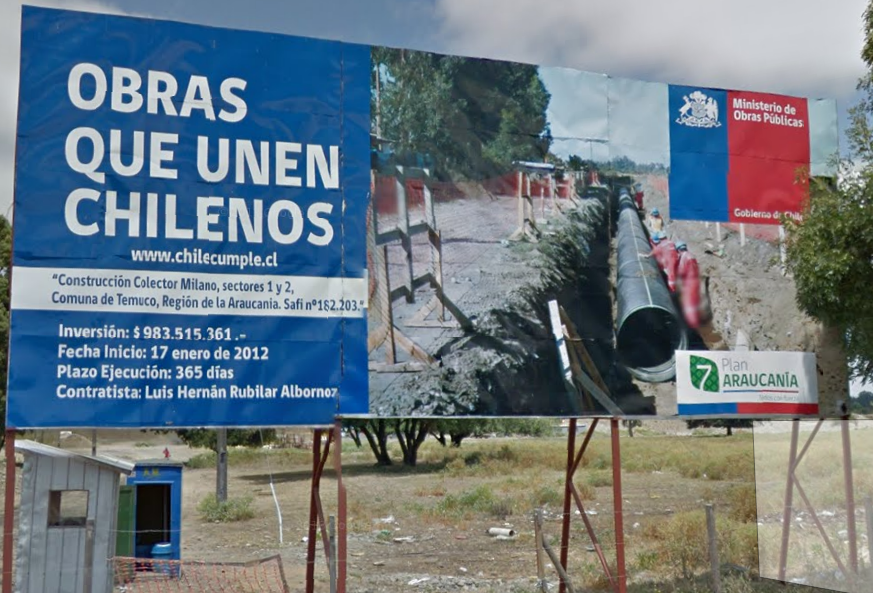 OBRAS
QUE UNEN
CHILENOS
www.chilecumple.cl
"Construcción Colector Milano, sectores 1 y 2,
Comuna de Temuco, Región de la Araucania. Safi nº182.203."
Inversión: $ 983.515.361.-
Fecha Inicio: 17 enero de 2012
Plazo Ejecución: 365 días
Contratista: Luis Hernán Rubilar Albornoz
Ministerio de
Obras Públicas
Gobierno de Chile
7 Plan
ARAUCANÍA